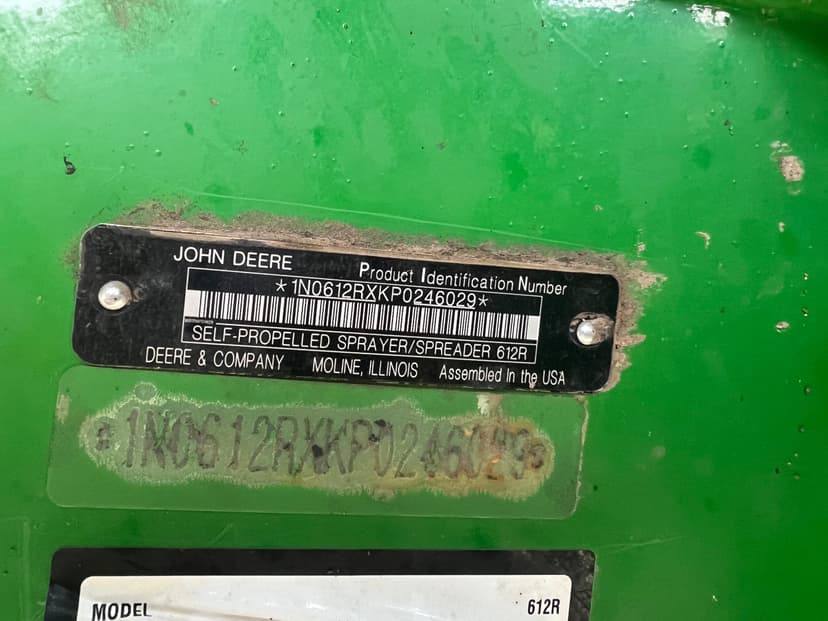 JOHN DEERE Product Identification Number
*1N0612RXKP0246029*
SELF-PROPELLED SPRAYER/SPREADER 612R
DEERE & COMPANY MOLINE, ILLINOIS Assembled In the USA
*1N0612RXKP0246029*
MODEL 612R